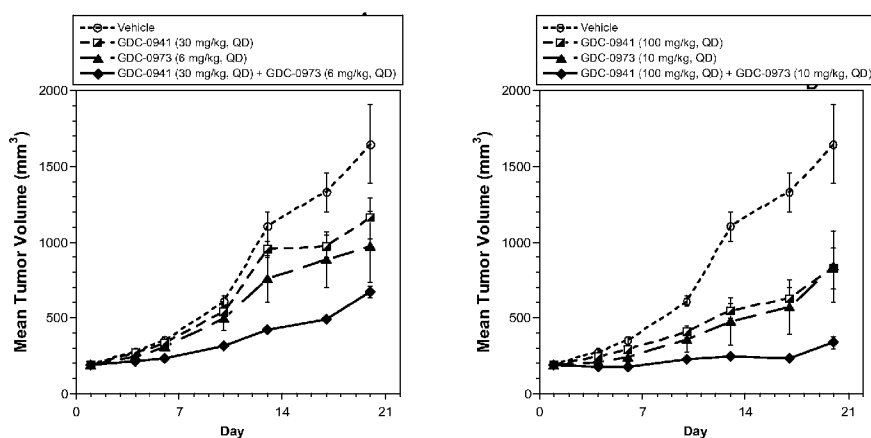 Vehicle
GDC-0941 (30 mg/kg, QD)
GDC-0973 (6 mg/kg, QD)
GDC-0941 (30 mg/kg, QD) + GDC-0973 (6 mg/kg, QD)
2000
1500
1000
500
0
Mean Tumor Volume (mm³)
0
7
14
21
Day
Vehicle
GDC-0941 (100 mg/kg, QD)
GDC-0973 (10 mg/kg, QD)
GDC-0941 (100 mg/kg, QD) + GDC-0973 (10 mg/kg, QD)
2000
1500
1000
500
0
Mean Tumor Volume (mm³)
0
7
14
21
Day